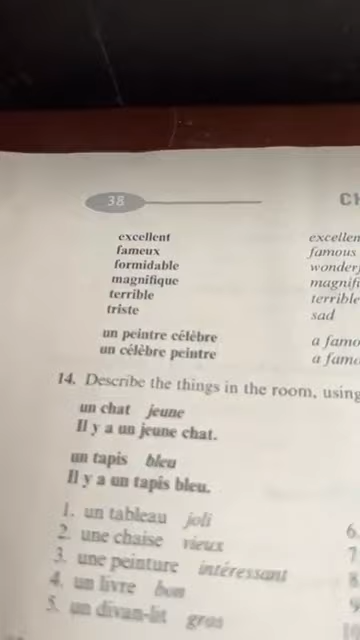 38
excellent
fameux
formidable
magnifique
terrible
triste
un peintre célèbre
un célèbre peintre
excellen
famous
wonder
magnifi
terrible
sad
a famo
a famo
14. Describe the things in the room, using
un chat jeune
Il y a un jeune chat.
un tapis bleu
Il y a un tapis bleu.
1. un tableau joli
2. une chaise vieux
3. une peinture intéressant
4. un livre bon
5. un divan-lit gros
6.
7
8
9
10